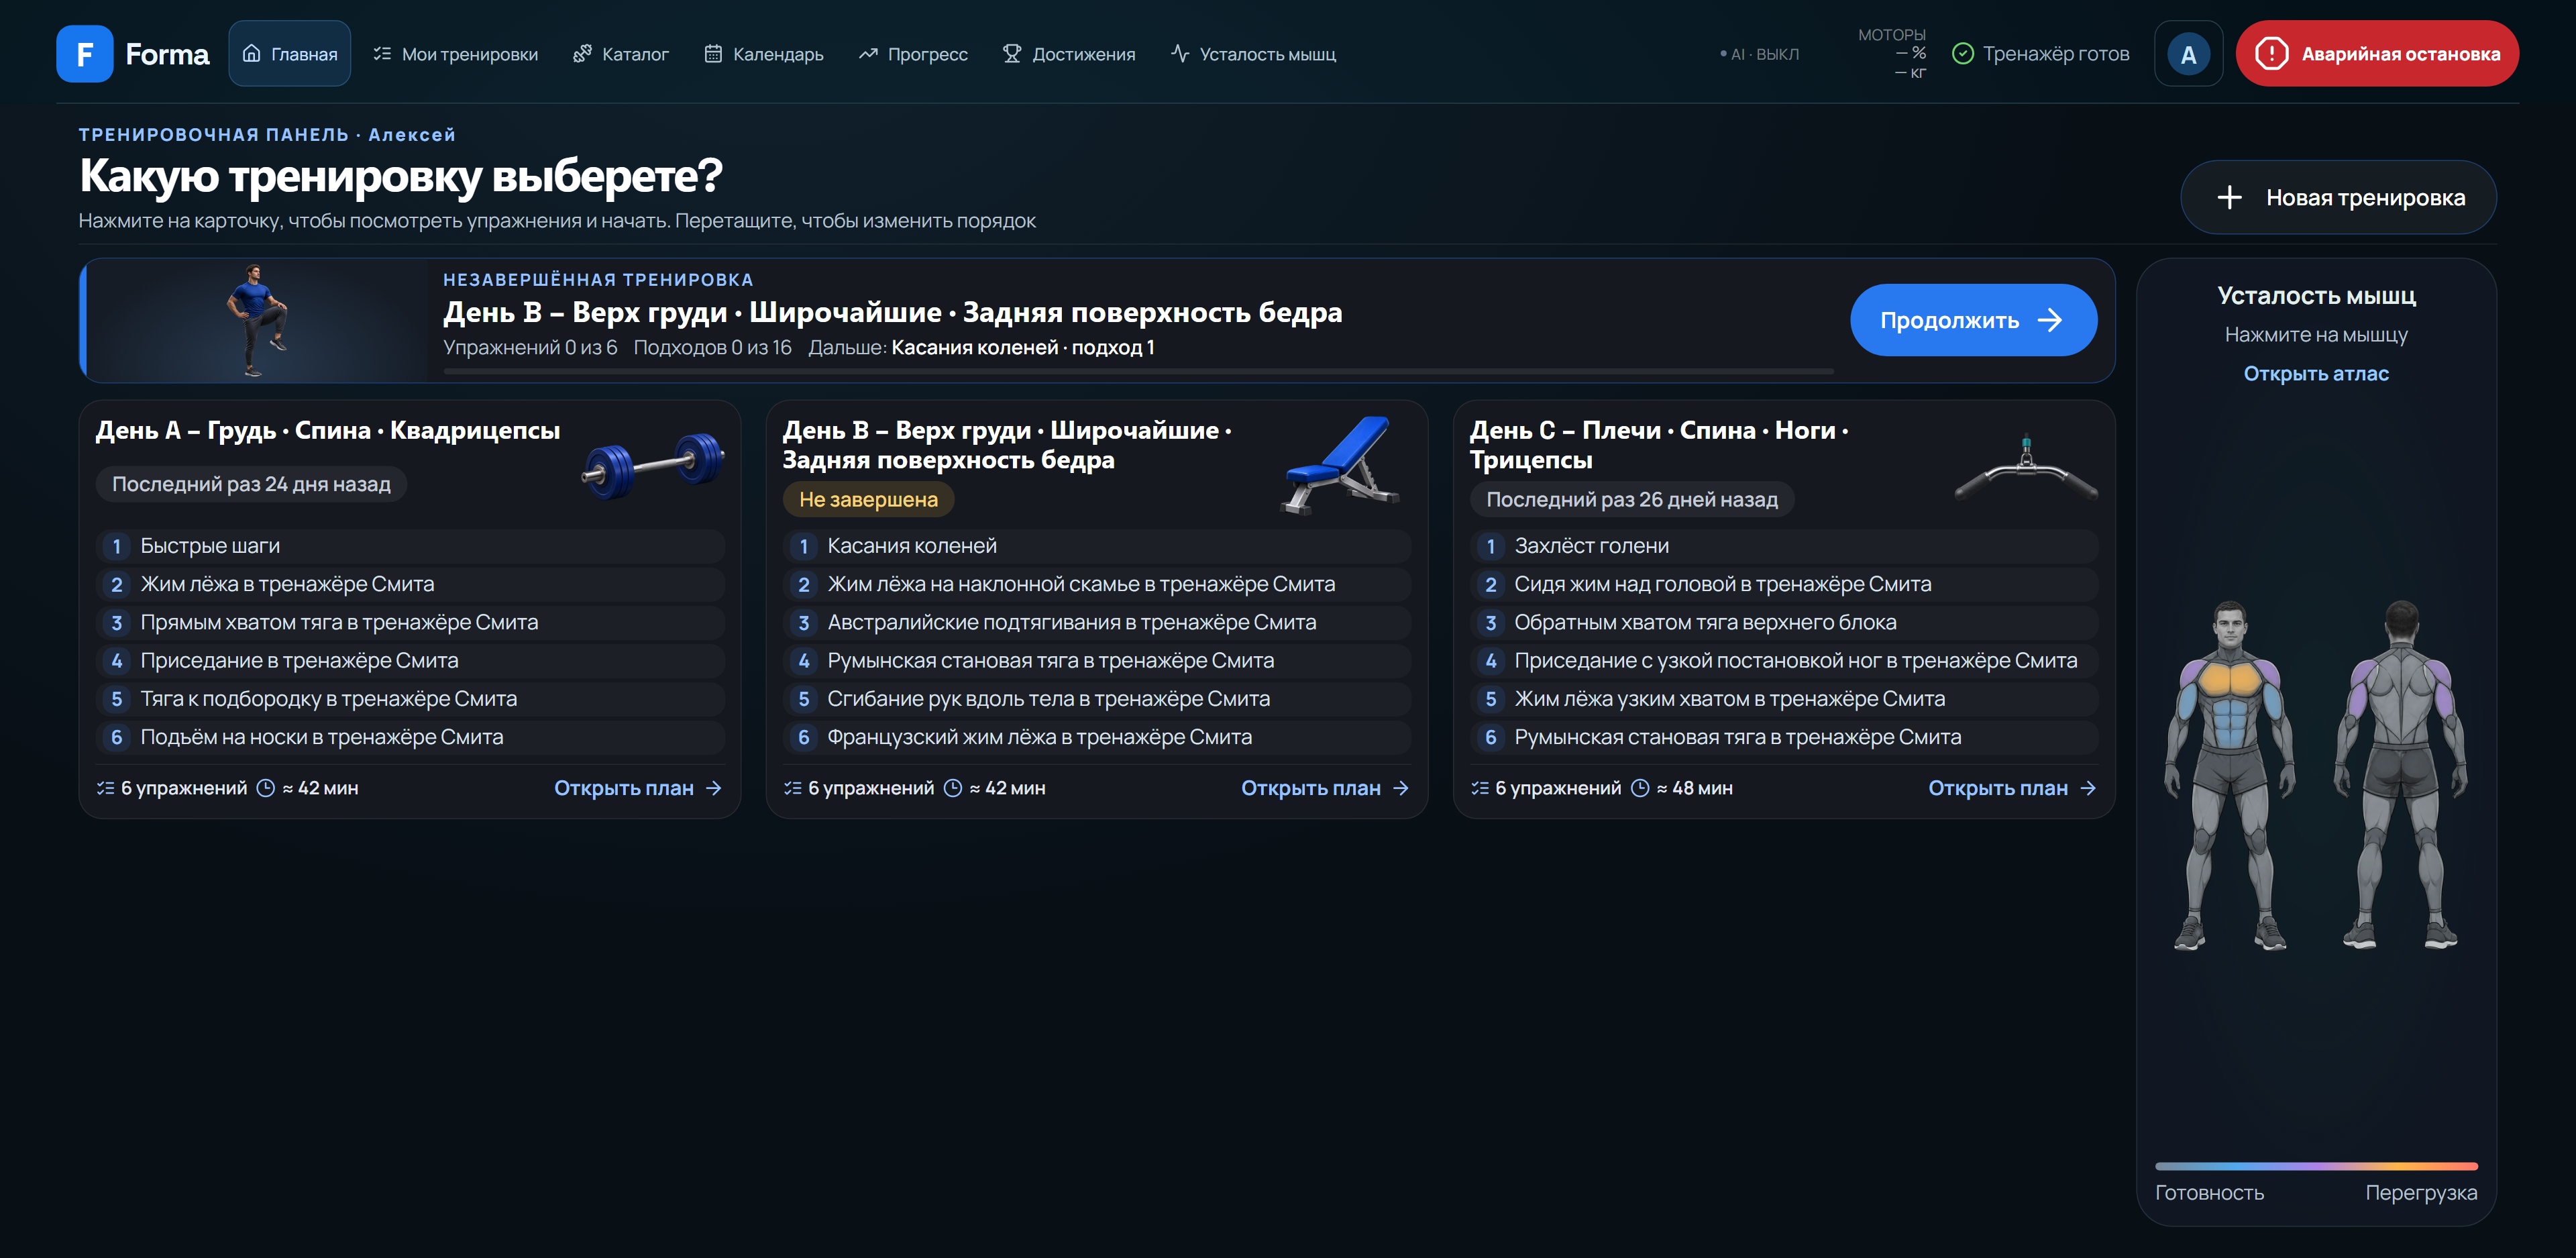 F Forma Главная Мои тренировки Каталог Календарь Прогресс Достижения Усталость мышц
AI · ВЫКЛ
МОТОРЫ
– %
– кг
Тренажёр готов
A
Аварийная остановка
ТРЕНИРОВОЧНАЯ ПАНЕЛЬ · Алексей
Какую тренировку выберете?
Нажмите на карточку, чтобы посмотреть упражнения и начать. Перетащите, чтобы изменить порядок
Новая тренировка
НЕЗАВЕРШЁННАЯ ТРЕНИРОВКА
День B – Верх груди · Широчайшие · Задняя поверхность бедра
Упражнений 0 из 6 Подходов 0 из 16 Дальше: Касания коленей · подход 1
Продолжить
День A – Грудь · Спина · Квадрицепсы
Последний раз 24 дня назад
1 Быстрые шаги
2 Жим лёжа в тренажёре Смита
3 Прямым хватом тяга в тренажёре Смита
4 Приседание в тренажёре Смита
5 Тяга к подбородку в тренажёре Смита
6 Подъём на носки в тренажёре Смита
6 упражнений ≈ 42 мин Открыть план
День B – Верх груди · Широчайшие ·
Задняя поверхность бедра
Не завершена
1 Касания коленей
2 Жим лёжа на наклонной скамье в тренажёре Смита
3 Австралийские подтягивания в тренажёре Смита
4 Румынская становая тяга в тренажёре Смита
5 Сгибание рук вдоль тела в тренажёре Смита
6 Французский жим лёжа в тренажёре Смита
6 упражнений ≈ 42 мин Открыть план
День C – Плечи · Спина · Ноги ·
Трицепсы
Последний раз 26 дней назад
1 Захлёст голени
2 Сидя жим над головой в тренажёре Смита
3 Обратным хватом тяга верхнего блока
4 Приседание с узкой постановкой ног в тренажёре Смита
5 Жим лёжа узким хватом в тренажёре Смита
6 Румынская становая тяга в тренажёре Смита
6 упражнений ≈ 48 мин Открыть план
Усталость мышц
Нажмите на мышцу
Открыть атлас
Готовность Перегрузка